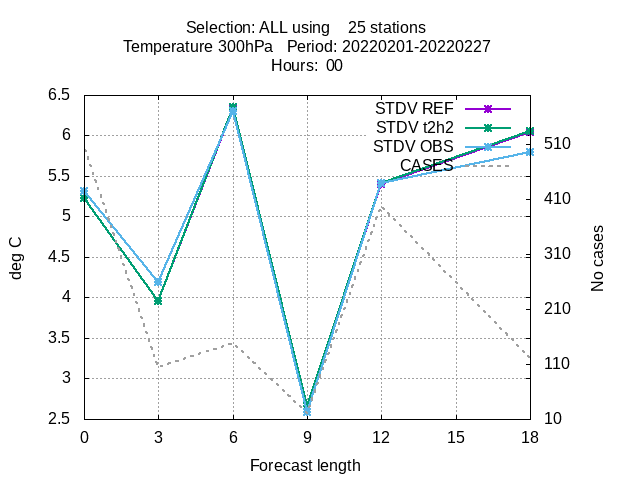 Selection: ALL using 25 stations
Temperature 300hPa Period: 20220201-20220227
Hours: 00
6.5
6
5.5
5
4.5
4
3.5
3
2.5
deg C
STDV REF
STDV t2h2
STDV OBS
CASES
510
410
310
210
110
10
No cases
0 3 6 9 12 15 18
Forecast length